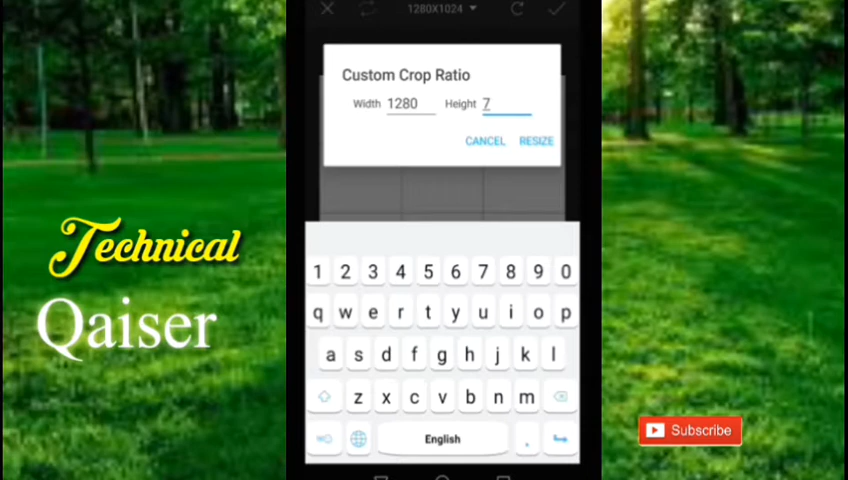 1280X1024
Custom Crop Ratio
Width 1280 Height 7
CANCEL RESIZE
1 2 3 4 5 6 7 8 9 0
q w e r t y u i o p
a s d f g h j k l
z x c v b n m
English .
Technical
Qaiser
Subscribe